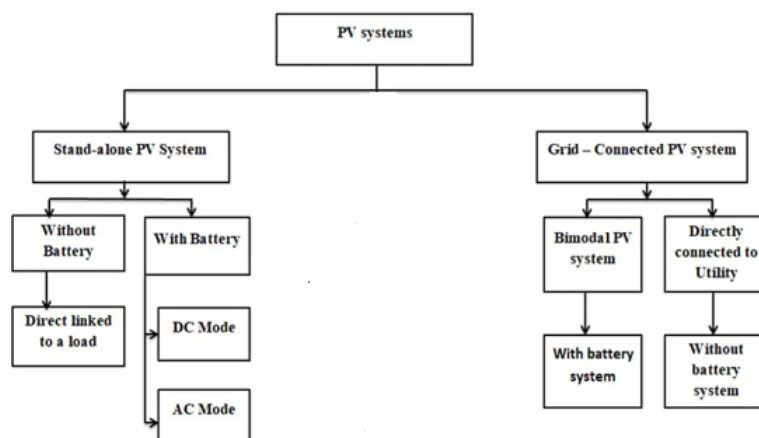 PV systems
Stand-alone PV System
Grid – Connected PV system
Without
Battery
With Battery
Bimodal PV
system
Directly
connected to
Utility
Direct linked
to a load
DC Mode
AC Mode
With battery
system
Without
battery
system